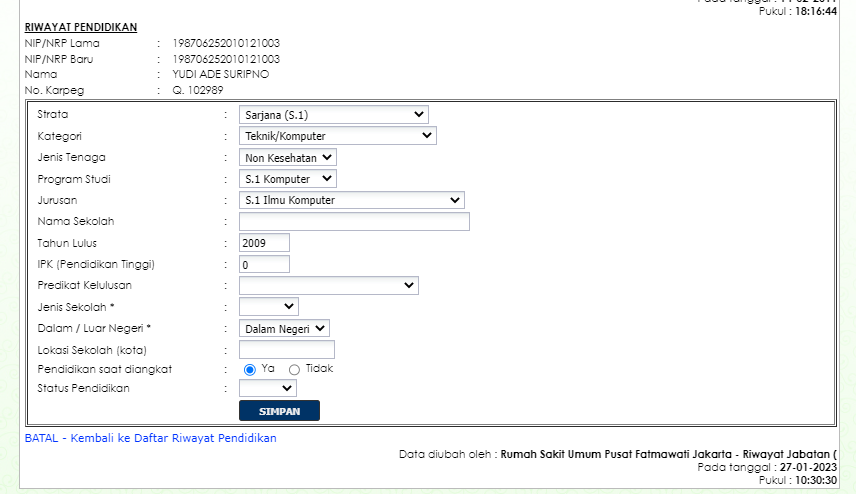 Pukul : 18:16:44
RIWAYAT PENDIDIKAN
NIP/NRP Lama : 198706252010121003
NIP/NRP Baru : 198706252010121003
Nama : YUDI ADE SURIPNO
No. Karpeg : Q. 102989
Strata : Sarjana (S.1)
Kategori : Teknik/Komputer
Jenis Tenaga : Non Kesehatan
Program Studi : S.1 Komputer
Jurusan : S.1 Ilmu Komputer
Nama Sekolah :
Tahun Lulus : 2009
IPK (Pendidikan Tinggi) : 0
Predikat Kelulusan :
Jenis Sekolah * :
Dalam / Luar Negeri * : Dalam Negeri
Lokasi Sekolah (kota) :
Pendidikan saat diangkat : Ya Tidak
Status Pendidikan :
SIMPAN
BATAL - Kembali ke Daftar Riwayat Pendidikan
Data diubah oleh : Rumah Sakit Umum Pusat Fatmawati Jakarta - Riwayat Jabatan (
Pada tanggal : 27-01-2023
Pukul : 10:30:30